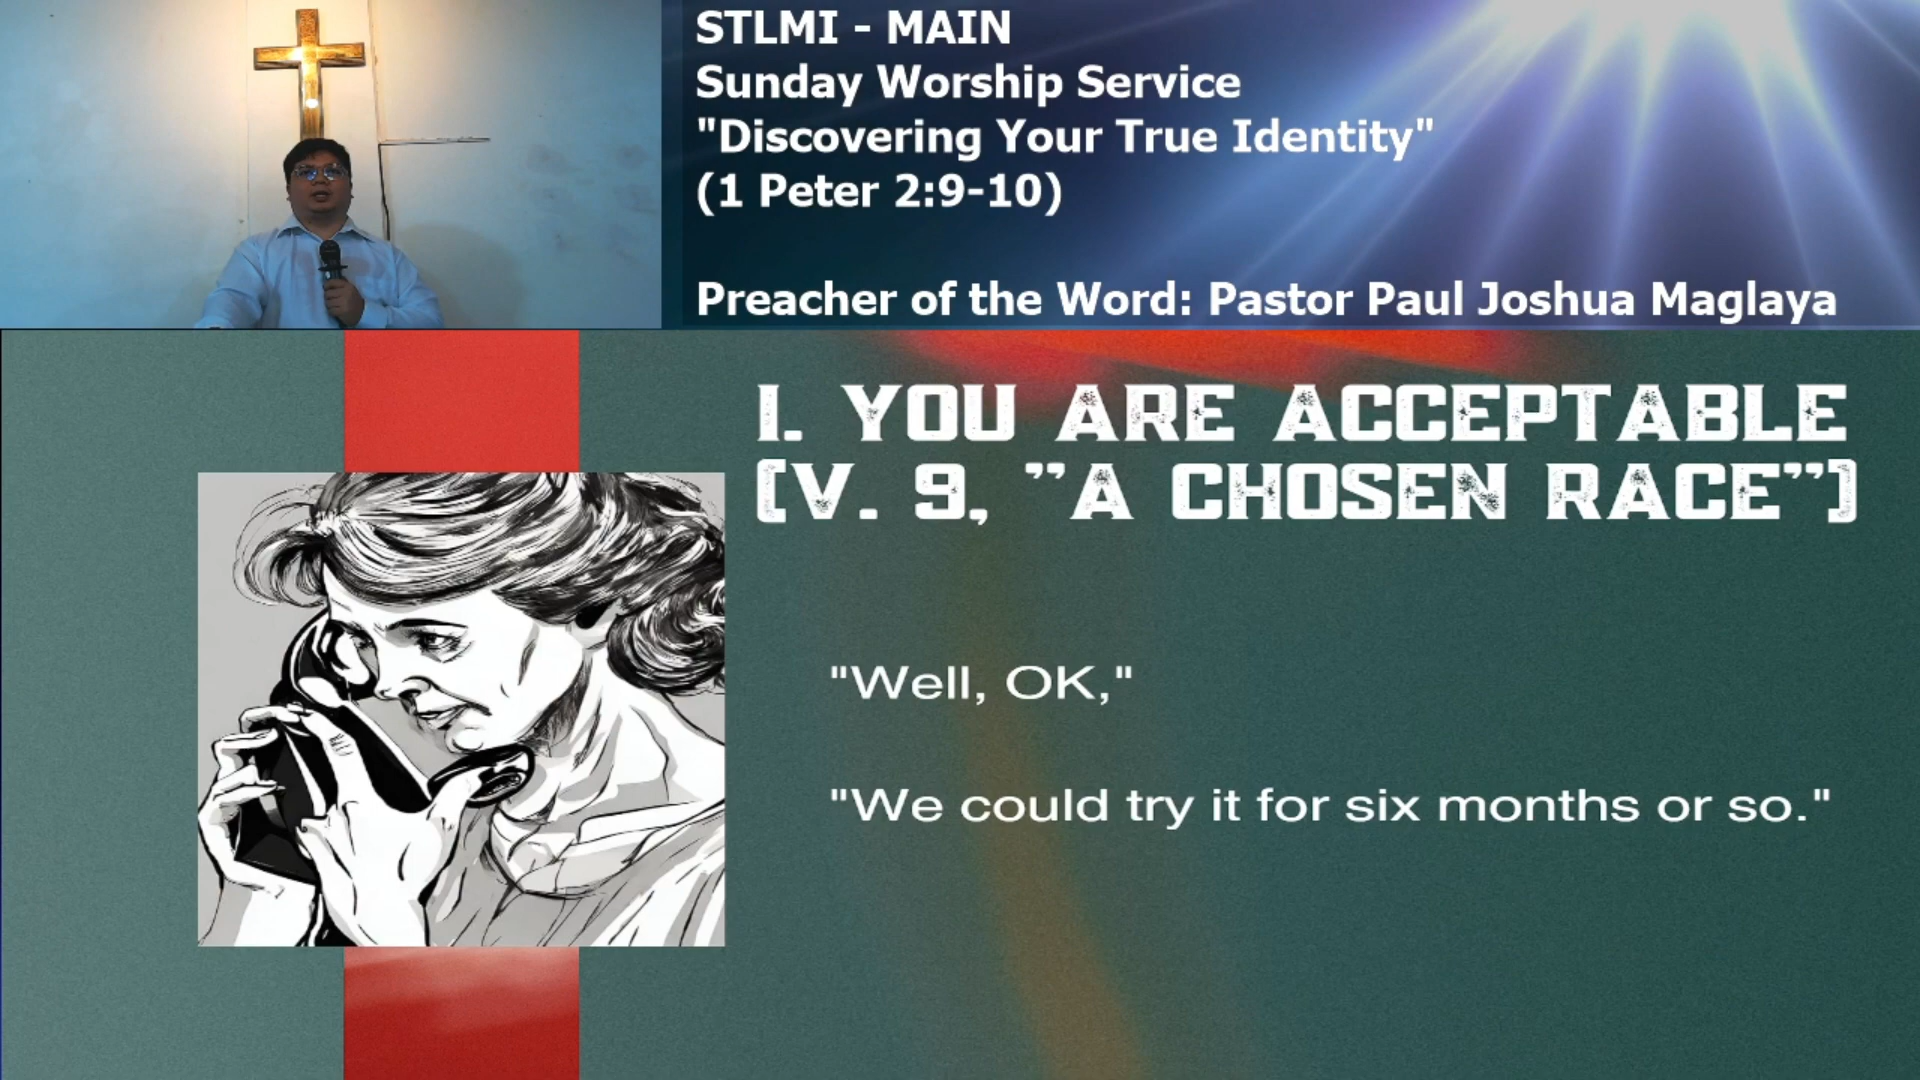 STLMI - MAIN
Sunday Worship Service
"Discovering Your True Identity"
(1 Peter 2:9-10)
Preacher of the Word: Pastor Paul Joshua Maglaya
I. YOU ARE ACCEPTABLE
(V. 9, "A CHOSEN RACE")
"Well, OK,"
"We could try it for six months or so."